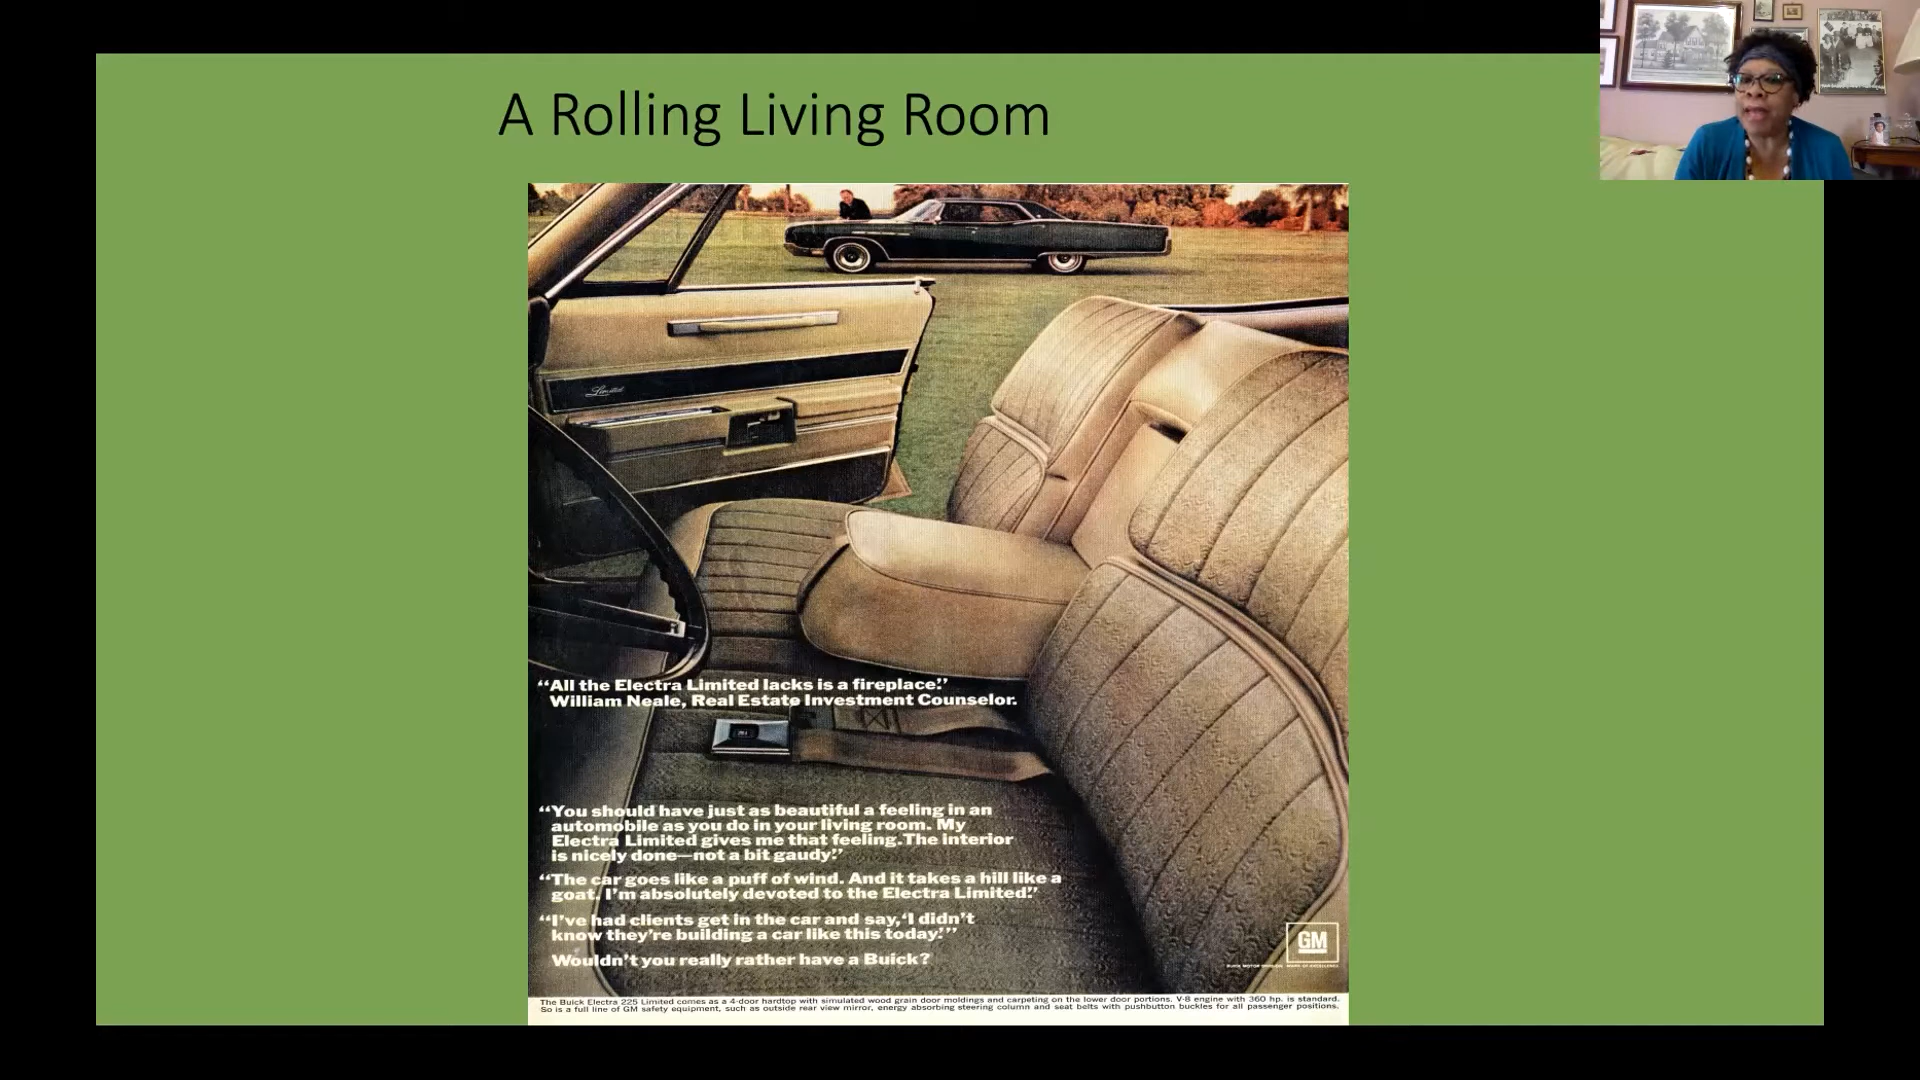 A Rolling Living Room
Limited
“All the Electra Limited lacks is a fireplace.”
William Neale, Real Estate Investment Counselor.
“You should have just as beautiful a feeling in an
automobile as you do in your living room. My
Electra Limited gives me that feeling. The interior
is nicely done—not a bit gaudy.”
“The car goes like a puff of wind. And it takes a hill like a
goat. I’m absolutely devoted to the Electra Limited.”
“I’ve had clients get in the car and say, ‘I didn’t
know they’re building a car like this today.’”
Wouldn’t you really rather have a Buick?
GM
BUICK MOTOR DIVISION MARK OF EXCELLENCE
The Buick Electra 225 Limited comes as a 4-door hardtop with simulated wood grain door moldings and carpeting on the lower door portions. V-8 engine with 360 hp. is standard.
So is a full line of GM safety equipment, such as outside rear view mirror, energy absorbing steering column and seat belts with pushbutton buckles for all passenger positions.